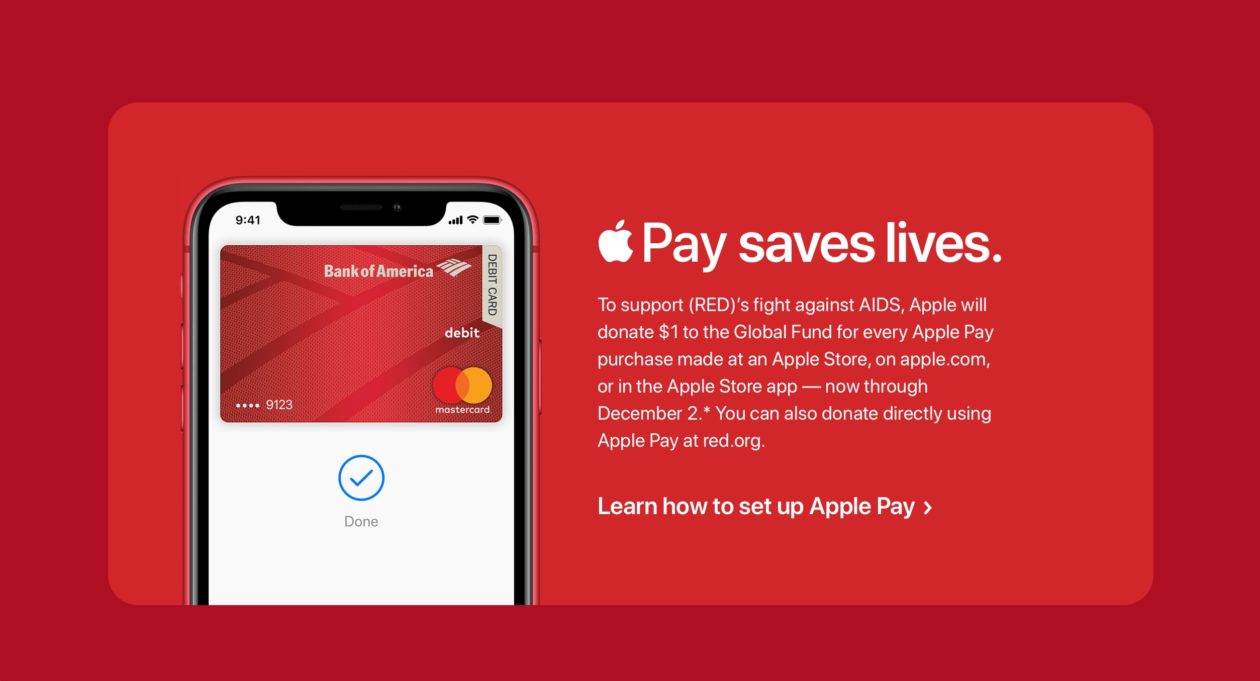 9:41
Bank of America
DEBIT CARD
debit
•••• 9123
mastercard
Done
Pay saves lives.
To support (RED)’s fight against AIDS, Apple will
donate $1 to the Global Fund for every Apple Pay
purchase made at an Apple Store, on apple.com,
or in the Apple Store app — now through
December 2.* You can also donate directly using
Apple Pay at red.org.
Learn how to set up Apple Pay ›